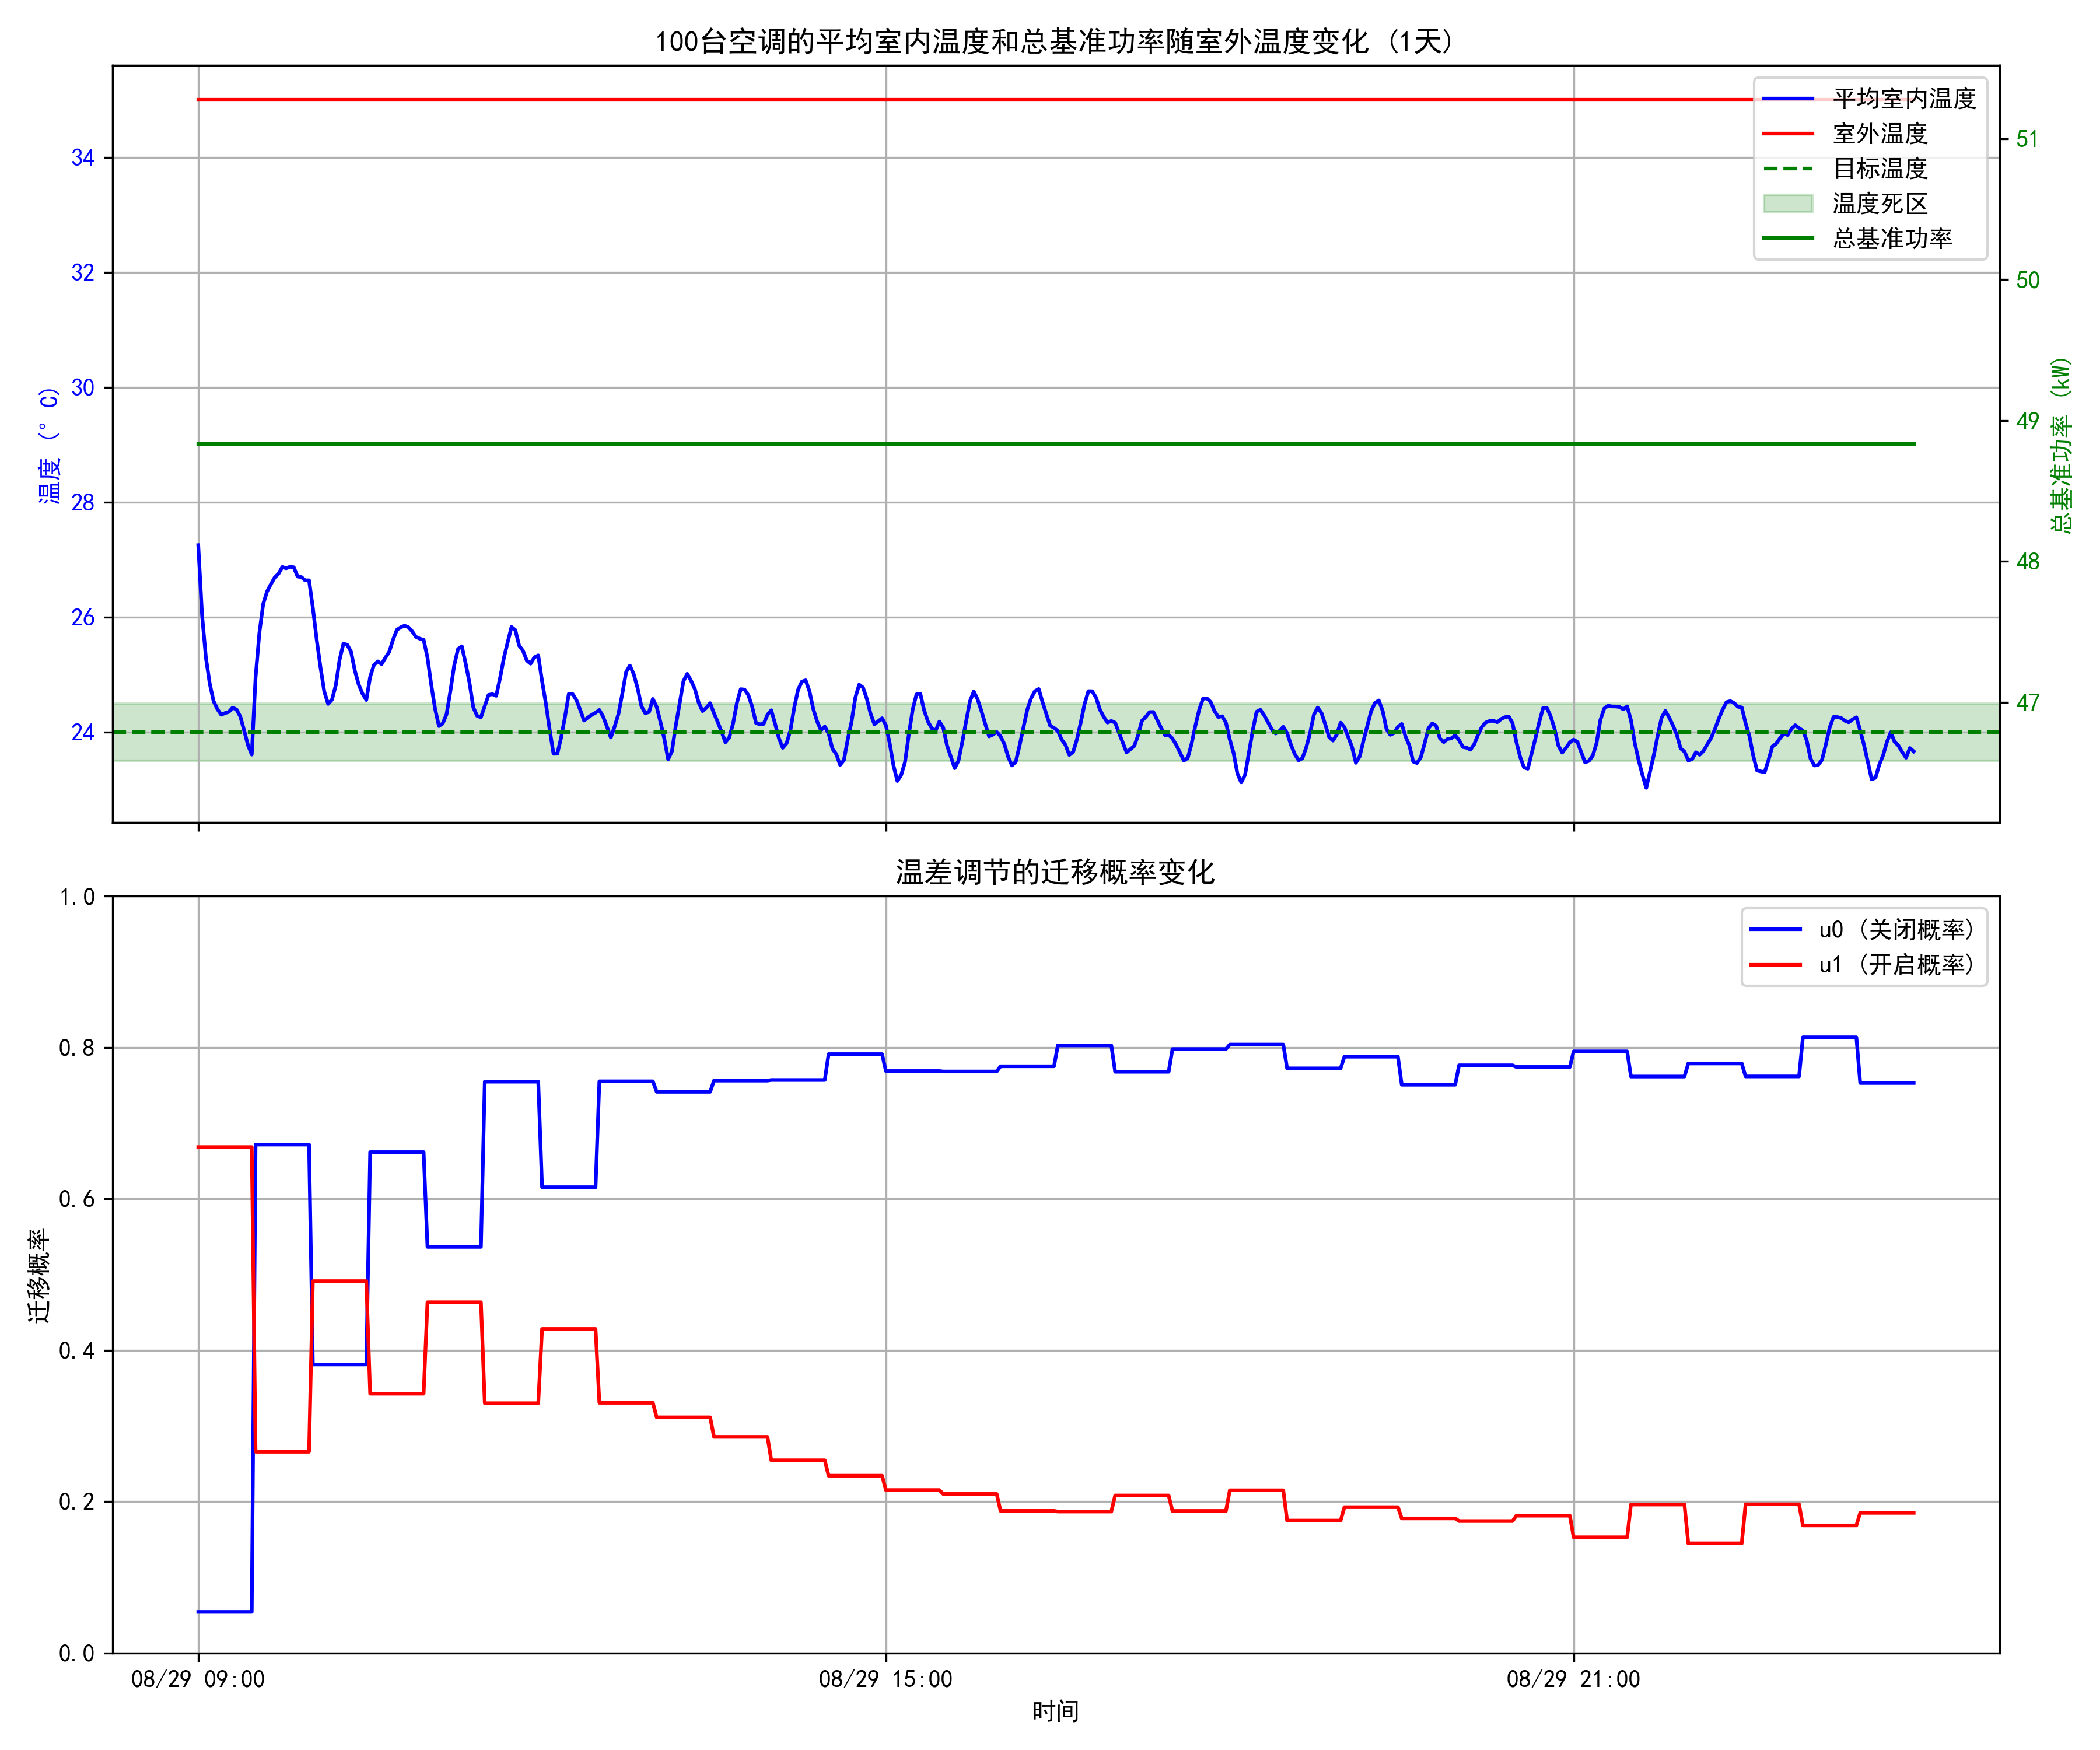 100台空调的平均室内温度和总基准功率随室外温度变化 (1天)
温度 (° C)
34
32
30
28
26
24
平均室内温度
室外温度
目标温度
温度死区
总基准功率
51
50
49
48
47
总基准功率 (kW)
温差调节的迁移概率变化
迁移概率
1.0
0.8
0.6
0.4
0.2
0.0
u0 (关闭概率)
u1 (开启概率)
08/29 09:00
08/29 15:00
08/29 21:00
时间